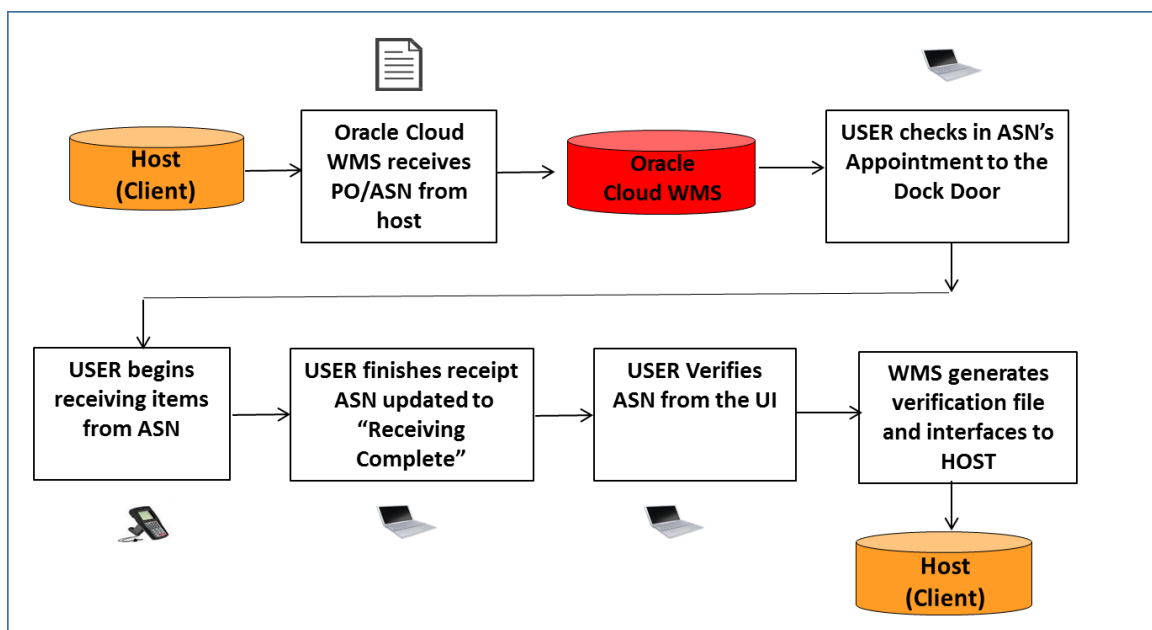 Host
(Client)
Oracle Cloud
WMS receives
PO/ASN from
host
Oracle
Cloud WMS
USER checks in ASN's
Appointment to the
Dock Door
USER begins
receiving items
from ASN
USER finishes receipt
ASN updated to
“Receiving
Complete”
USER Verifies
ASN from the UI
WMS generates
verification file
and interfaces to
HOST
Host
(Client)